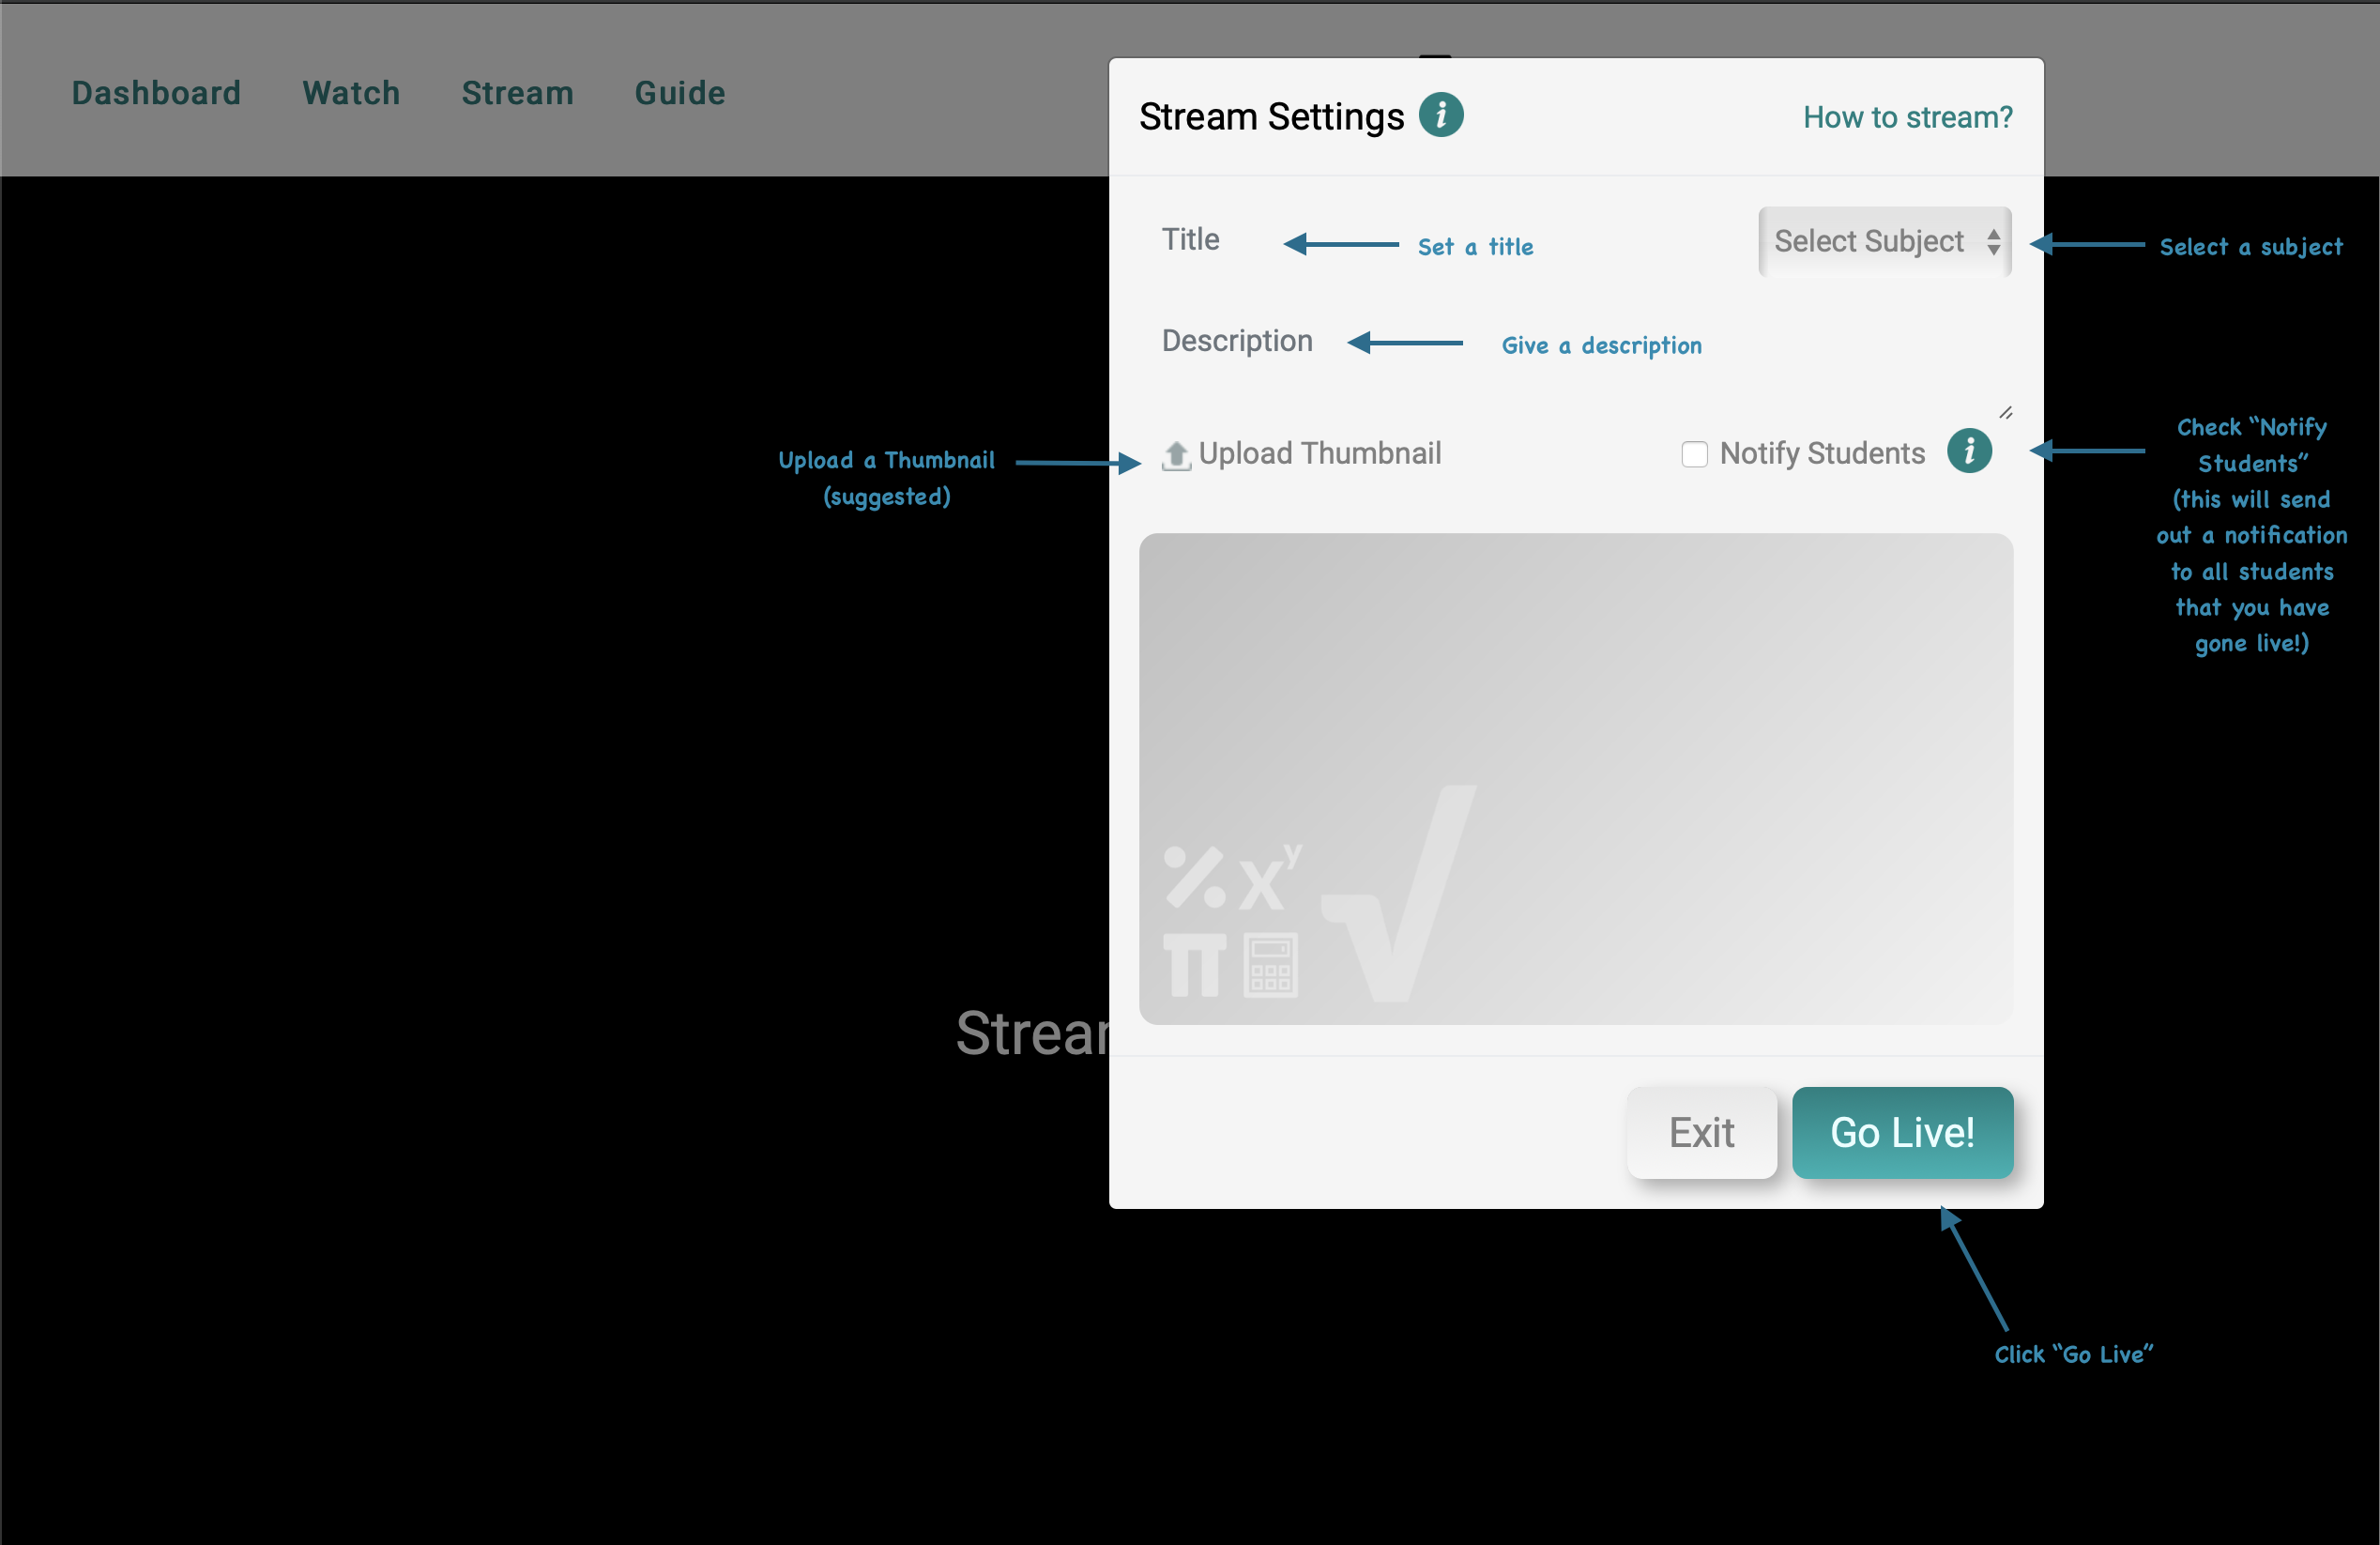 Dashboard Watch Stream Guide
Stream Settings i
How to stream?
Title
Set a title
Select Subject
Select a subject
Description
Give a description
Upload a Thumbnail
(suggested)
Upload Thumbnail
Notify Students i
Check “Notify
Students”
(this will send
out a notification
to all students
that you have
gone live!)
% x^y
π √
Strear
Exit
Go Live!
Click “Go Live”